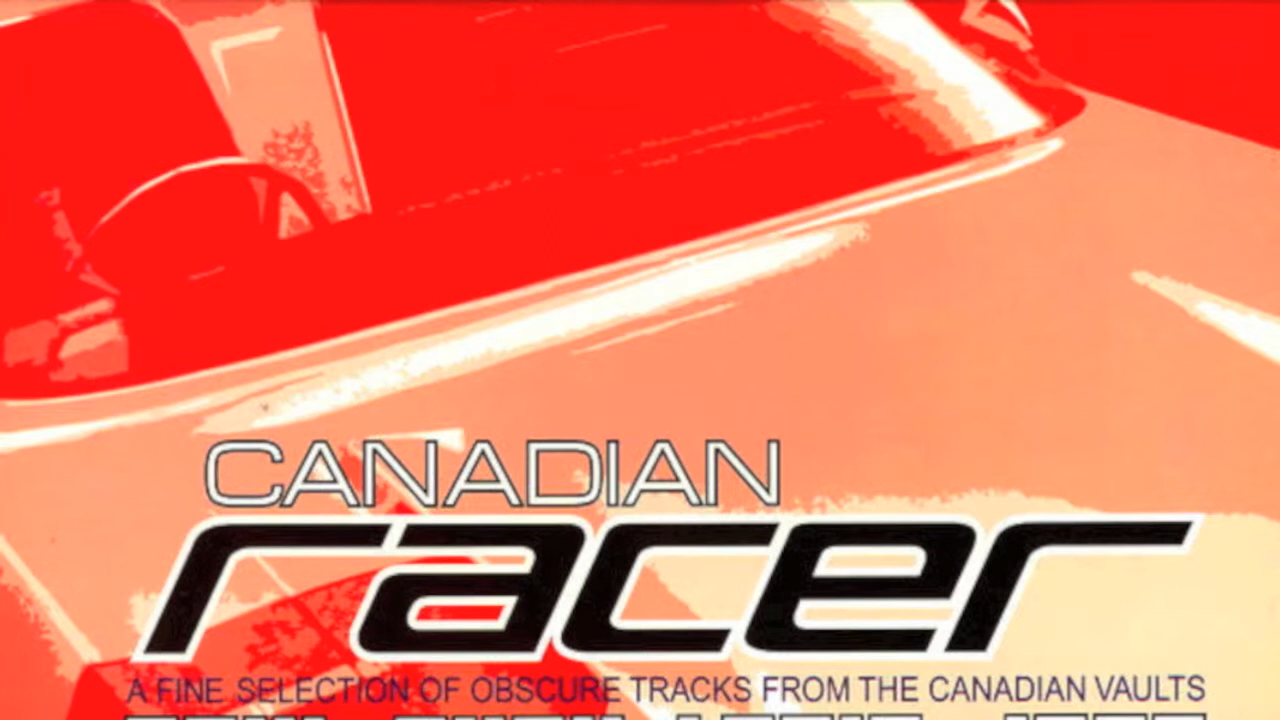 CANADIAN
racer
A FINE SELECTION OF OBSCURE TRACKS FROM THE CANADIAN VAULTS